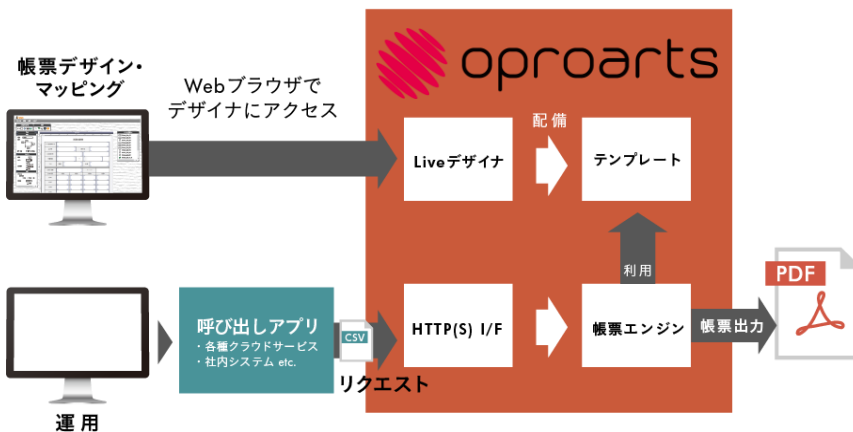 帳票デザイン・
マッピング
Webブラウザで
デザイナにアクセス
oproarts
Liveデザイナ
配備
テンプレート
利用
運用
呼び出しアプリ
・各種クラウドサービス
・社内システム etc.
CSV
リクエスト
HTTP(S) I/F
帳票エンジン
帳票出力
PDF